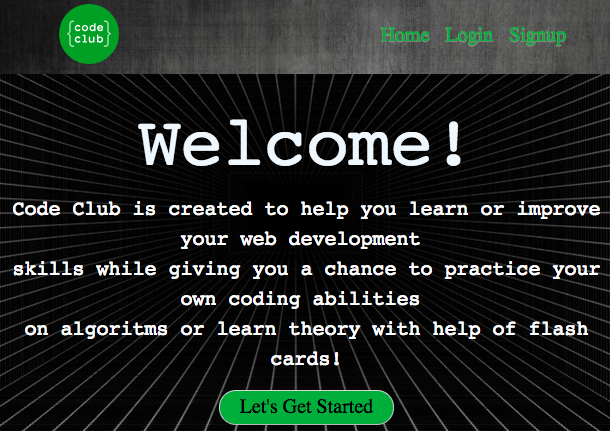 {code
club}
Home Login Signup
Welcome!
Code Club is created to help you learn or improve
your web development
skills while giving you a chance to practice your
own coding abilities
on algoritms or learn theory with help of flash
cards!
Let's Get Started